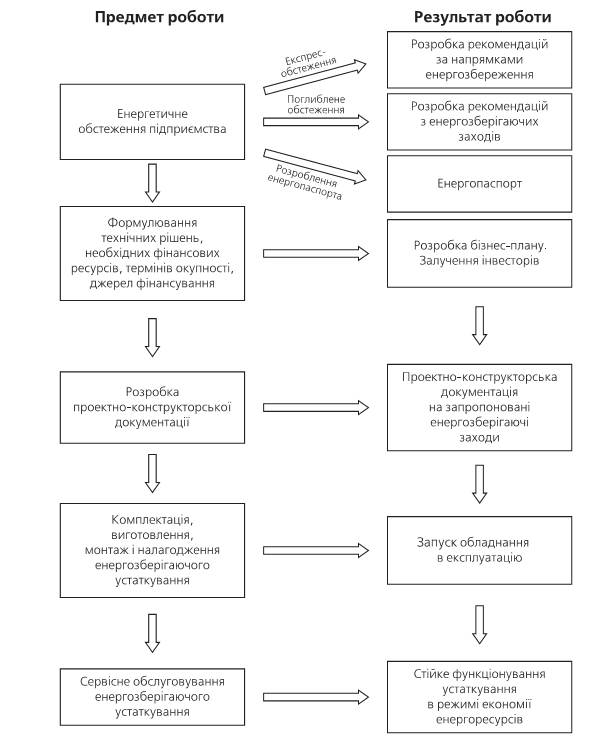 Предмет роботи
Результат роботи
Експрес-
обстеження
Розробка рекомендацій
за напрямками
енергозбереження
Енергетичне
обстеження підприємства
Поглиблене
обстеження
Розробка рекомендацій
з енергозберігаючих
заходів
Розроблення
енергопаспорта
Енергопаспорт
Формулювання
технічних рішень,
необхідних фінансових
ресурсів, термінів окупності,
джерел фінансування
Розробка бізнес-плану.
Залучення інвесторів
Розробка
проектно-конструкторської
документації
Проектно-конструкторська
документація
на запропоновані
енергозберігаючі
заходи
Комплектація,
виготовлення,
монтаж і налагодження
енергозберігаючого
устаткування
Запуск обладнання
в експлуатацію
Сервісне обслуговування
енергозберігаючого
устаткування
Стійке функціонування
устаткування
в режимі економії
енергоресурсів